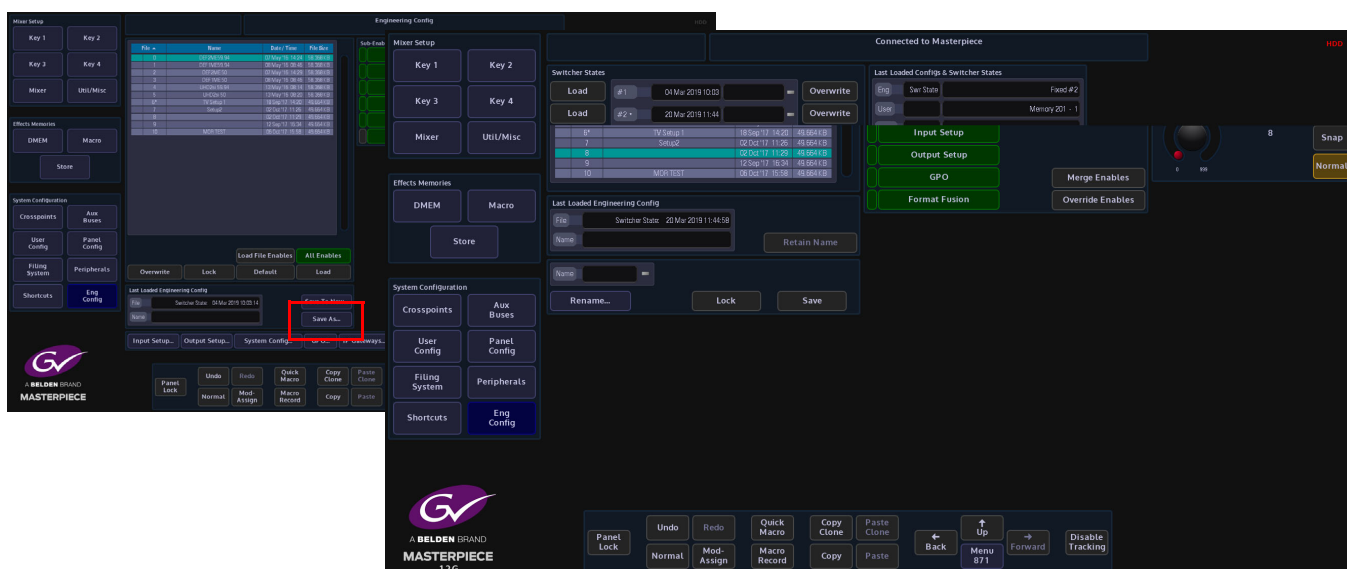 Mixer Setup
Engineering Config
HDD
Key 1
Key 2
Key 3
Key 4
Mixer
Util/Misc
Effects Memories
DMEM
Macro
Store
System Configuration
Crosspoints
Aux Buses
User Config
Panel Config
Filing System
Peripherals
Shortcuts
Eng Config
File
Name
Date/ Time
File Size
Sub-Enab
TV Setup 1
Setup2
MOR TEST
Load File Enables
All Enables
Overwrite
Lock
Default
Load
Last Loaded Engineering Config
File
Switcher State: 04 Mar 2019 10:03:14
Name
Save As...
Input Setup...
Output Setup...
System Config...
Panel Lock
Undo
Redo
Normal
Mod-Assign
Quick Macro
Macro Record
Copy Clone
Copy
Paste Clone
Paste
GV
A BELDEN BRAND
MASTERPIECE
Mixer Setup
Connected to Masterpiece
HDD
Key 1
Key 2
Key 3
Key 4
Mixer
Util/Misc
Effects Memories
DMEM
Macro
Store
System Configuration
Crosspoints
Aux Buses
User Config
Panel Config
Filing System
Peripherals
Shortcuts
Eng Config
Switcher States
Load
#1
04 Mar 2019 10:03
Overwrite
Load
#2 •
20 Mar 2019 11:44
Overwrite
6* TV Setup 1 18 Sep '17 14:20 49.664 KB
7 Setup2 02 Oct '17 11:26 49.664 KB
8 02 Oct '17 11:29 49.664 KB
9 12 Sep '17 16:34 49.664 KB
10 MOR TEST 06 Oct '17 15:58 49.664 KB
Last Loaded Engineering Config
File
Switcher State: 20 Mar 2019 11:44:58
Name
Retain Name
Name
Rename...
Lock
Save
Last Loaded Configs & Switcher States
Eng
Swr State
Fixed #2
User
Memory 201 - 1
Input Setup
Output Setup
GPO
Format Fusion
Merge Enables
Override Enables
0
999
8
Snap
Normal
GV
A BELDEN BRAND
MASTERPIECE
12G
Panel Lock
Undo
Redo
Normal
Mod-Assign
Quick Macro
Macro Record
Copy Clone
Copy
Paste Clone
Paste
← Back
↑ Up
Menu 871
→ Forward
Disable Tracking